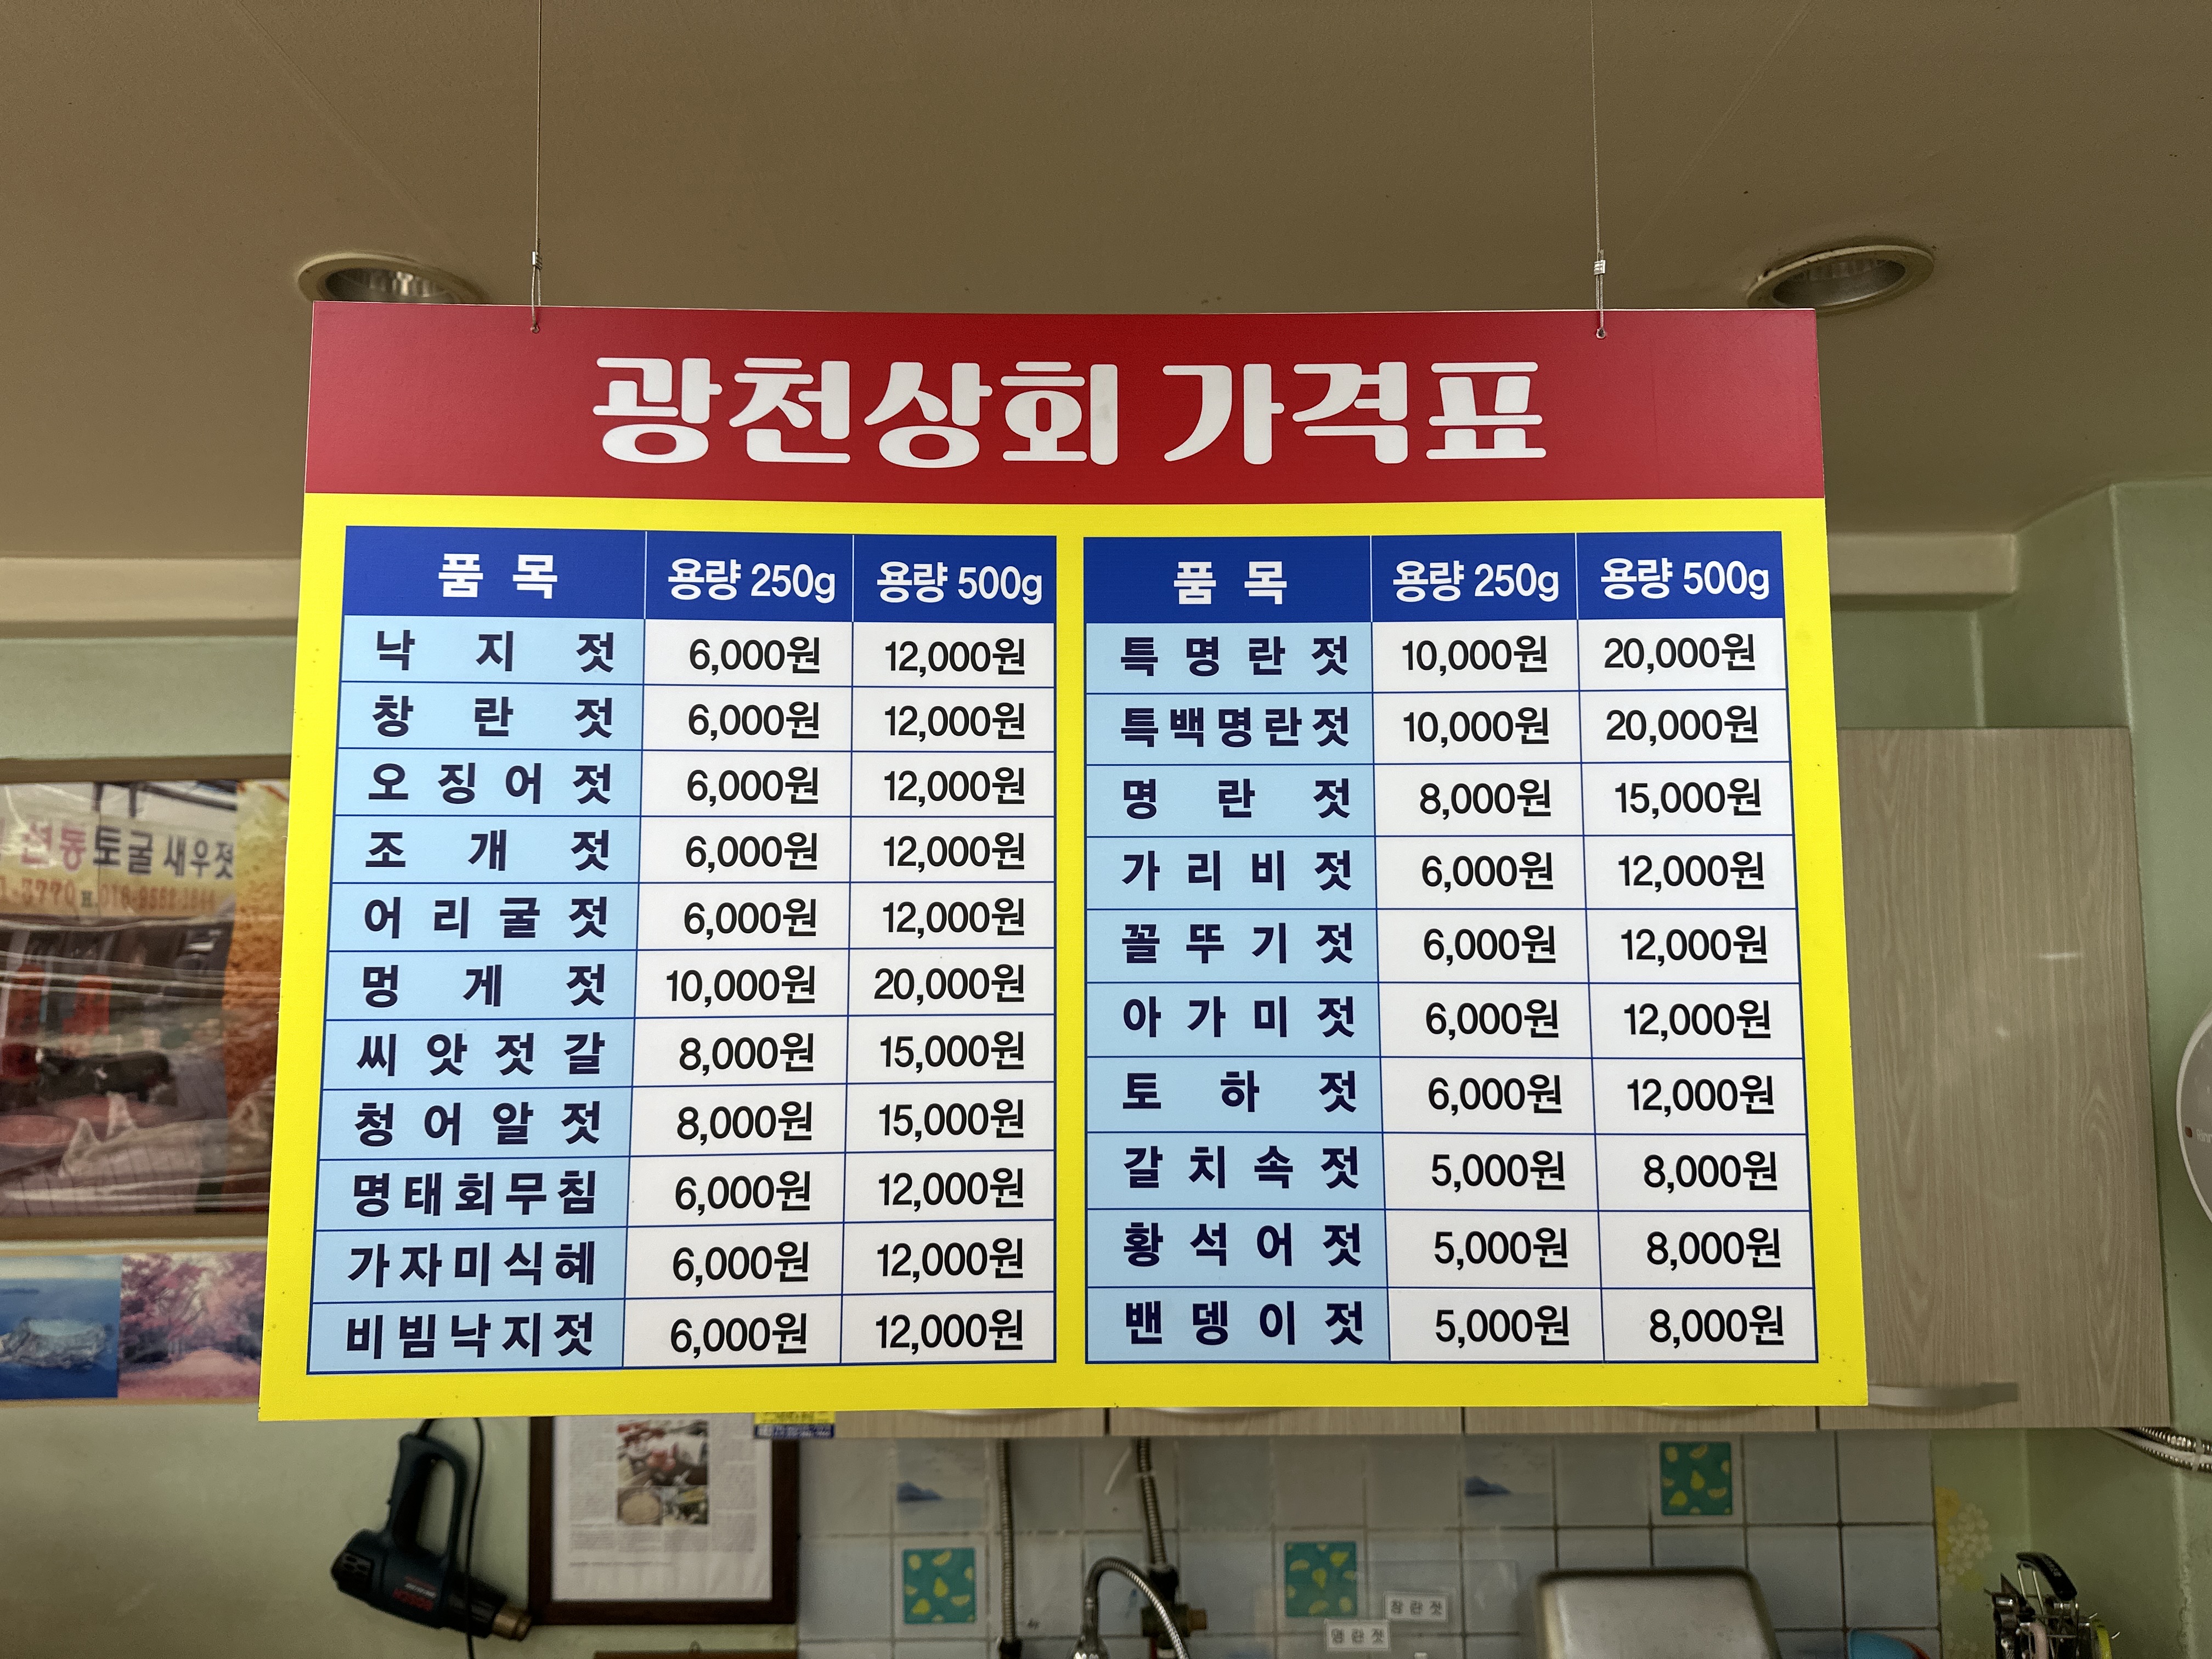 광천상회 가격표
품목 용량 250g 용량 500g
낙지젓 6,000원 12,000원
창란젓 6,000원 12,000원
오징어젓 6,000원 12,000원
조개젓 6,000원 12,000원
어리굴젓 6,000원 12,000원
멍게젓 10,000원 20,000원
씨앗젓갈 8,000원 15,000원
청어알젓 8,000원 15,000원
명태회무침 6,000원 12,000원
가자미식혜 6,000원 12,000원
비빔낙지젓 6,000원 12,000원
품목 용량 250g 용량 500g
특명란젓 10,000원 20,000원
특백명란젓 10,000원 20,000원
명란젓 8,000원 15,000원
가리비젓 6,000원 12,000원
꼴뚜기젓 6,000원 12,000원
아가미젓 6,000원 12,000원
토하젓 6,000원 12,000원
갈치속젓 5,000원 8,000원
황석어젓 5,000원 8,000원
밴뎅이젓 5,000원 8,000원
토굴 새우젓
BOSCH
창란젓
명란젓